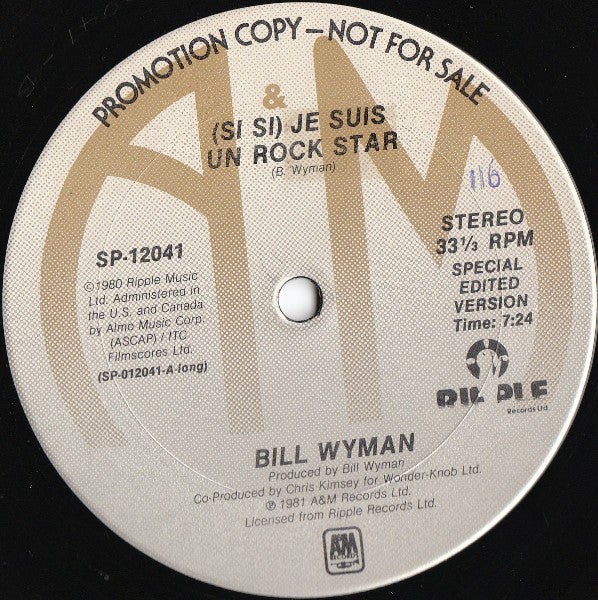 PROMOTION COPY—NOT FOR SALE
&
(SI SI) JE SUIS
UN ROCK STAR
(B. Wyman)
116
SP-12041
©1980 Ripple Music
Ltd. Administered in
the U.S. and Canada
by Almo Music Corp.
(ASCAP) / ITC
Filmscores Ltd.
(SP-012041-A-long)
STEREO
33⅓ RPM
SPECIAL
EDITED
VERSION
Time: 7:24
RIPPLE
Records Ltd.
BILL WYMAN
Produced by Bill Wyman
Co-Produced by Chris Kimsey for Wonder-Knob Ltd.
℗ 1981 A&M Records Ltd.
Licensed from Ripple Records Ltd.
A&M
RECORDS